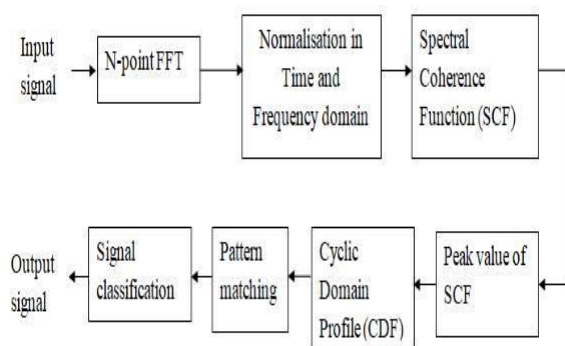 Input
signal
N-point FFT
Normalisation in
Time and
Frequency domain
Spectral
Coherence
Function (SCF)
Output
signal
Signal
classification
Pattern
matching
Cyclic
Domain
Profile (CDF)
Peak value of
SCF